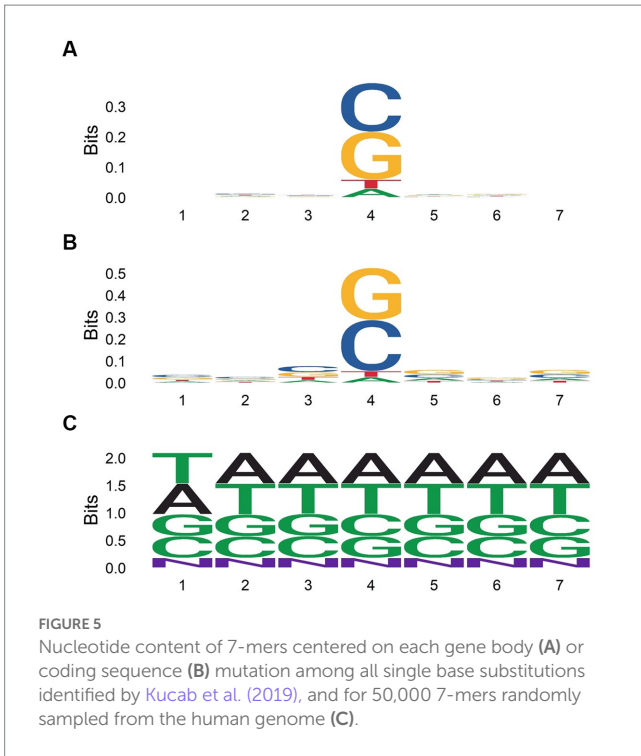 A
Bits
0.3
0.2
0.1
0.0
C
G
T
A
1 2 3 4 5 6 7
B
Bits
0.5
0.4
0.3
0.2
0.1
0.0
G
C
T
A
1 2 3 4 5 6 7
C
Bits
2.0
1.5
1.0
0.5
0.0
T A A A A A A
A T T T T T T
G G G C G G C
C C C G C C G
N N N N N N N
1 2 3 4 5 6 7
FIGURE 5
Nucleotide content of 7-mers centered on each gene body (A) or
coding sequence (B) mutation among all single base substitutions
identified by Kucab et al. (2019), and for 50,000 7-mers randomly
sampled from the human genome (C).